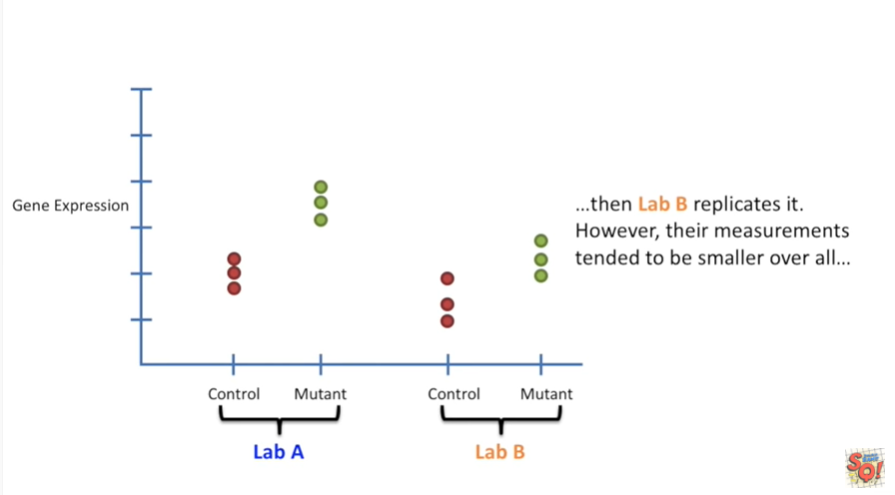 Gene Expression
...then Lab B replicates it.
However, their measurements
tended to be smaller over all...
Control
Mutant
Control
Mutant
Lab A
Lab B
SQ!